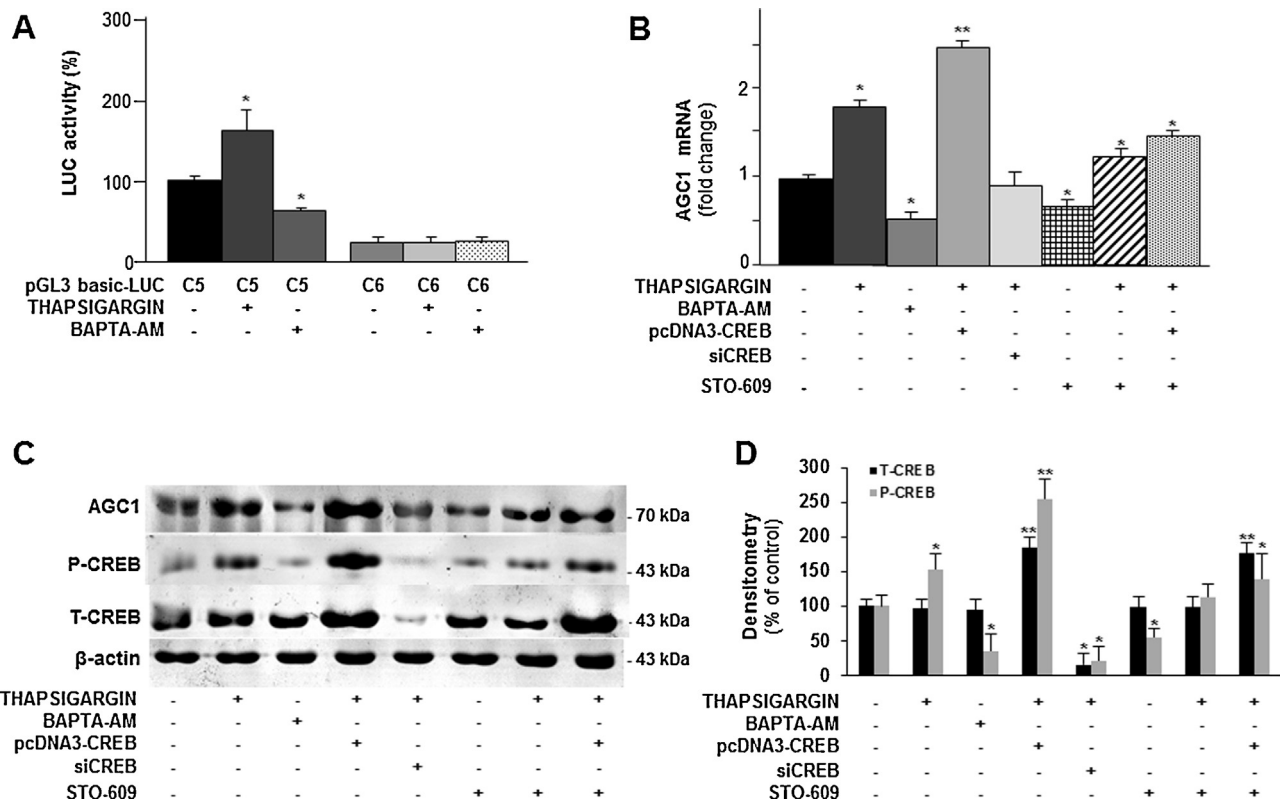 A
LUC activity (%)
300
200
100
0
*
*
pGL3 basic-LUC C5 C5 C5 C6 C6 C6
THAPSIGARGIN - + - - + -
BAPTA-AM - - + - - +
B
AGC1 mRNA
(fold change)
2
1
0
*
*
**
*
*
*
THAPSIGARGIN - + - + + - + +
BAPTA-AM - - + - - - - -
pcDNA3-CREB - - - + - - - +
siCREB - - - - + - - -
STO-609 - - - - - + + +
C
AGC1 - 70 kDa
P-CREB - 43 kDa
T-CREB - 43 kDa
β-actin - 43 kDa
THAPSIGARGIN - + - + + - + +
BAPTA-AM - - + - - - - -
pcDNA3-CREB - - - + - - - +
siCREB - - - - + - - -
STO-609 - - - - - + + +
D
Densitometry
(% of control)
300
250
200
150
100
50
0
T-CREB
P-CREB
*
*
**
**
*
*
*
**
*
THAPSIGARGIN - + - + + - + +
BAPTA-AM - - + - - - - -
pcDNA3-CREB - - - + - - - +
siCREB - - - - + - - -
STO-609 - - - - - + + +